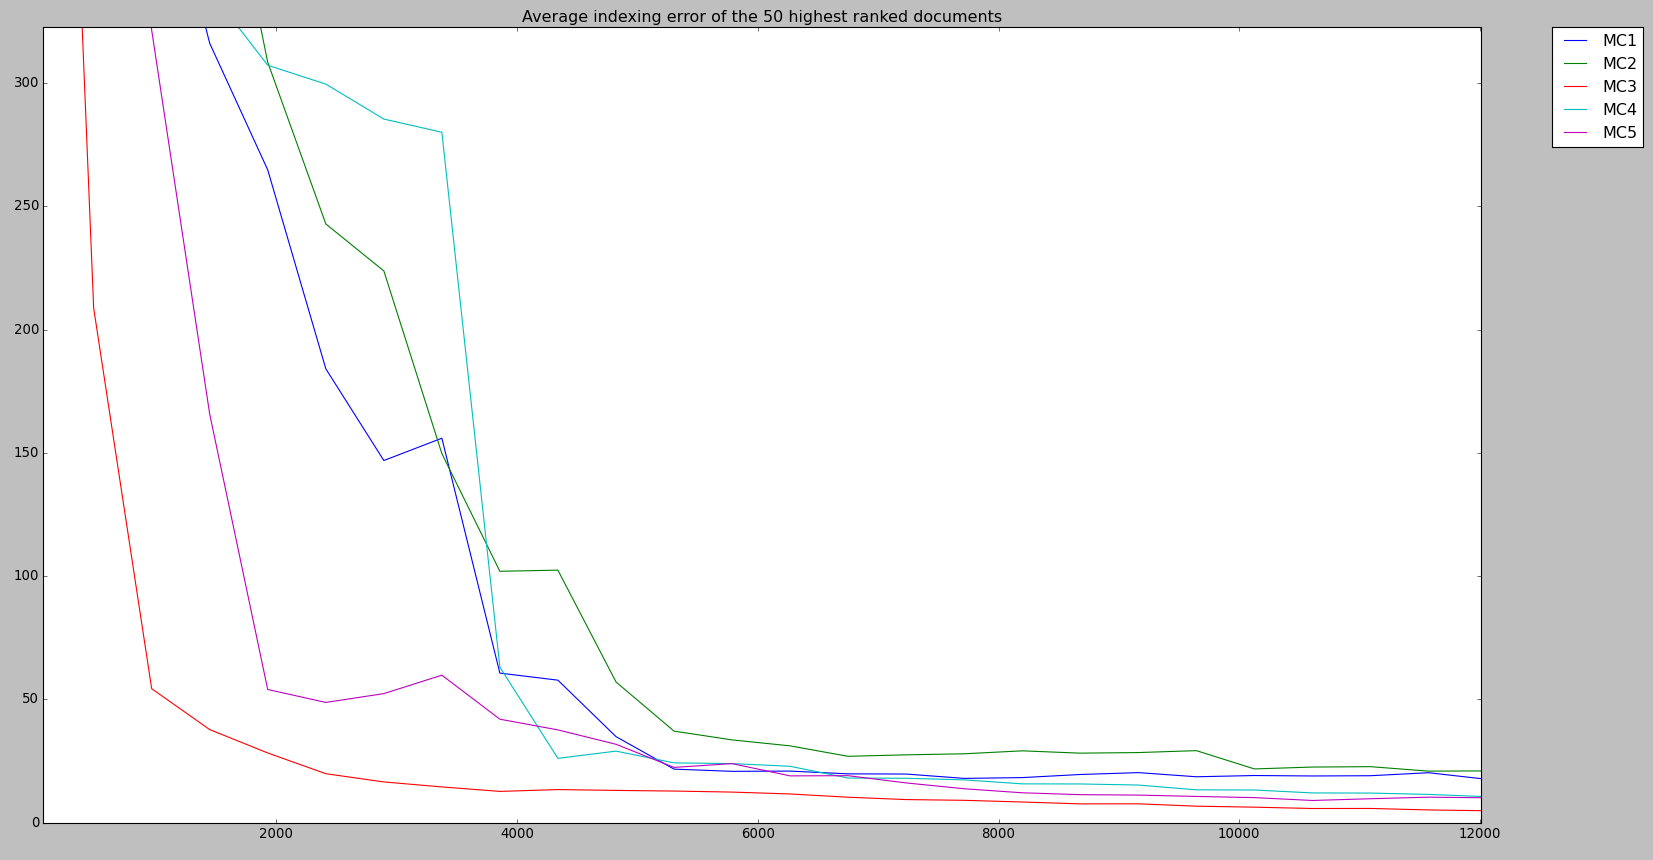 Average indexing error of the 50 highest ranked documents
300
250
200
150
100
50
0
2000 4000 6000 8000 10000 12000
MC1
MC2
MC3
MC4
MC5